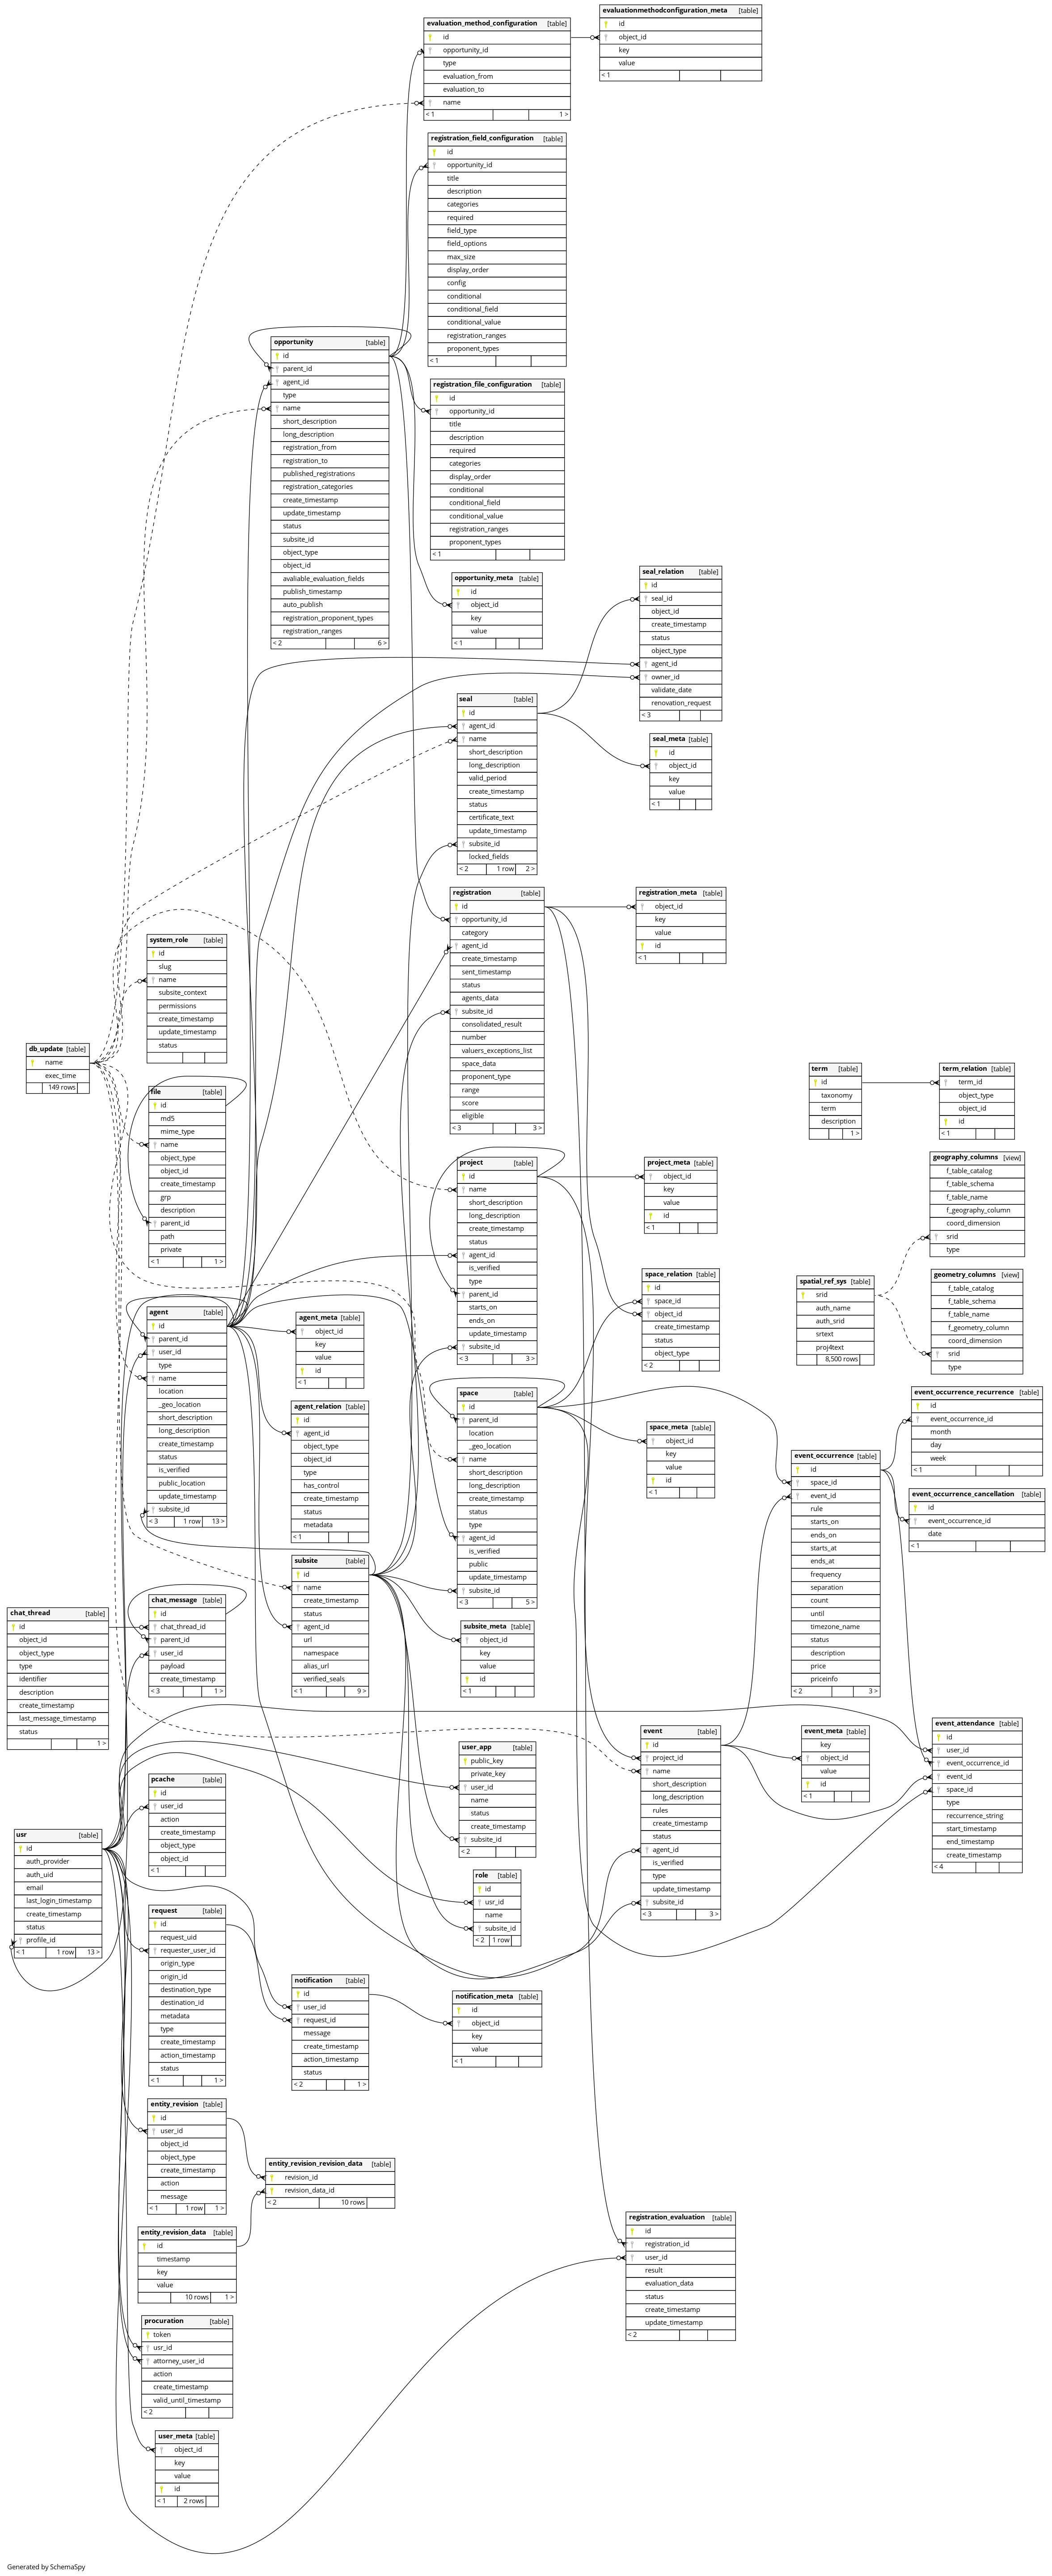 evaluation_method_configuration [table]
id
opportunity_id
type
evaluation_from
evaluation_to
name
< 1 1 >
evaluationmethodconfiguration_meta [table]
id
object_id
key
value
< 1
registration_field_configuration [table]
id
opportunity_id
title
description
categories
required
field_type
field_options
max_size
display_order
config
conditional
conditional_field
conditional_value
registration_ranges
proponent_types
< 1
opportunity [table]
id
parent_id
agent_id
type
name
short_description
long_description
registration_from
registration_to
published_registrations
registration_categories
create_timestamp
update_timestamp
status
subsite_id
object_type
object_id
avaliable_evaluation_fields
publish_timestamp
auto_publish
registration_proponent_types
registration_ranges
< 2 6 >
registration_file_configuration [table]
id
opportunity_id
title
description
required
categories
display_order
conditional
conditional_field
conditional_value
registration_ranges
proponent_types
< 1
opportunity_meta [table]
id
object_id
key
value
< 1
seal_relation [table]
id
seal_id
object_id
create_timestamp
status
object_type
agent_id
owner_id
validate_date
renovation_request
< 3
seal [table]
id
agent_id
name
short_description
long_description
valid_period
create_timestamp
status
certificate_text
update_timestamp
subsite_id
locked_fields
< 2 1 row 2 >
seal_meta [table]
id
object_id
key
value
< 1
registration [table]
id
opportunity_id
category
agent_id
create_timestamp
sent_timestamp
status
agents_data
subsite_id
consolidated_result
number
valuers_exceptions_list
space_data
proponent_type
range
score
eligible
< 3 3 >
registration_meta [table]
object_id
key
value
id
< 1
system_role [table]
id
slug
name
subsite_context
permissions
create_timestamp
update_timestamp
status
db_update [table]
name
exec_time
149 rows
file [table]
id
md5
mime_type
name
object_type
object_id
create_timestamp
grp
description
parent_id
path
private
< 1 1 >
term [table]
id
taxonomy
term
description
1 >
term_relation [table]
term_id
object_type
object_id
id
< 1
project [table]
id
name
short_description
long_description
create_timestamp
status
agent_id
is_verified
type
parent_id
starts_on
ends_on
update_timestamp
subsite_id
< 3 3 >
project_meta [table]
object_id
key
value
id
< 1
geography_columns [view]
f_table_catalog
f_table_schema
f_table_name
f_geography_column
coord_dimension
srid
type
space_relation [table]
id
space_id
object_id
create_timestamp
status
object_type
< 2
spatial_ref_sys [table]
srid
auth_name
auth_srid
srtext
proj4text
8,500 rows
geometry_columns [view]
f_table_catalog
f_table_schema
f_table_name
f_geometry_column
coord_dimension
srid
type
agent [table]
id
parent_id
user_id
type
name
location
_geo_location
short_description
long_description
create_timestamp
status
is_verified
public_location
update_timestamp
subsite_id
< 3 1 row 13 >
agent_meta [table]
object_id
key
value
id
< 1
agent_relation [table]
id
agent_id
object_type
object_id
type
has_control
create_timestamp
status
metadata
< 1
space [table]
id
parent_id
location
_geo_location
name
short_description
long_description
create_timestamp
status
type
agent_id
is_verified
public
update_timestamp
subsite_id
< 3 5 >
space_meta [table]
object_id
key
value
id
< 1
event_occurrence_recurrence [table]
id
event_occurrence_id
month
day
week
< 1
event_occurrence [table]
id
space_id
event_id
rule
starts_on
ends_on
starts_at
ends_at
frequency
separation
count
until
timezone_name
status
description
price
priceinfo
< 2 3 >
event_occurrence_cancellation [table]
id
event_occurrence_id
date
< 1
subsite [table]
id
name
create_timestamp
status
agent_id
url
namespace
alias_url
verified_seals
< 1 9 >
chat_thread [table]
id
object_id
object_type
type
identifier
description
create_timestamp
last_message_timestamp
status
1 >
chat_message [table]
id
chat_thread_id
parent_id
user_id
payload
create_timestamp
< 3 1 >
subsite_meta [table]
object_id
key
value
id
< 1
event [table]
id
project_id
name
short_description
long_description
rules
create_timestamp
status
agent_id
is_verified
type
update_timestamp
subsite_id
< 3 3 >
event_meta [table]
key
object_id
value
id
< 1
event_attendance [table]
id
user_id
event_occurrence_id
event_id
space_id
type
reccurrence_string
start_timestamp
end_timestamp
create_timestamp
< 4
user_app [table]
public_key
private_key
user_id
name
status
create_timestamp
subsite_id
< 2
pcache [table]
id
user_id
action
create_timestamp
object_type
object_id
< 1
usr [table]
id
auth_provider
auth_uid
email
last_login_timestamp
create_timestamp
status
profile_id
< 1 1 row 13 >
role [table]
id
usr_id
name
subsite_id
< 2 1 row
request [table]
id
request_uid
requester_user_id
origin_type
origin_id
destination_type
destination_id
metadata
type
create_timestamp
action_timestamp
status
< 1 1 >
notification [table]
id
user_id
request_id
message
create_timestamp
action_timestamp
status
< 2 1 >
notification_meta [table]
id
object_id
key
value
< 1
entity_revision [table]
id
user_id
object_id
object_type
create_timestamp
action
message
< 1 1 row 1 >
entity_revision_revision_data [table]
revision_id
revision_data_id
< 2 10 rows
entity_revision_data [table]
id
timestamp
key
value
10 rows 1 >
registration_evaluation [table]
id
registration_id
user_id
result
evaluation_data
status
create_timestamp
update_timestamp
< 2
procuration [table]
token
usr_id
attorney_user_id
action
create_timestamp
valid_until_timestamp
< 2
user_meta [table]
object_id
key
value
id
< 1 2 rows
Generated by SchemaSpy